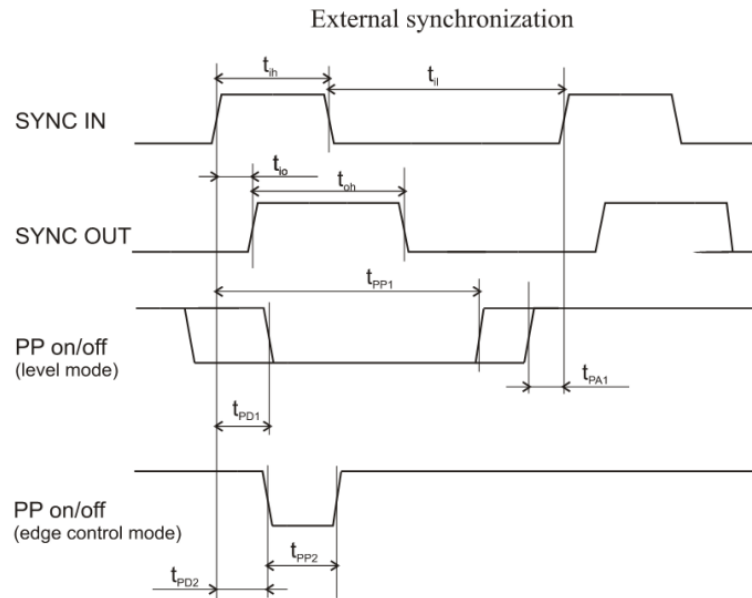 External synchronization
t_ih
t_il
SYNC IN
t_io
t_oh
SYNC OUT
t_PP1
PP on/off
(level mode)
t_PA1
t_PD1
PP on/off
(edge control mode)
t_PP2
t_PD2